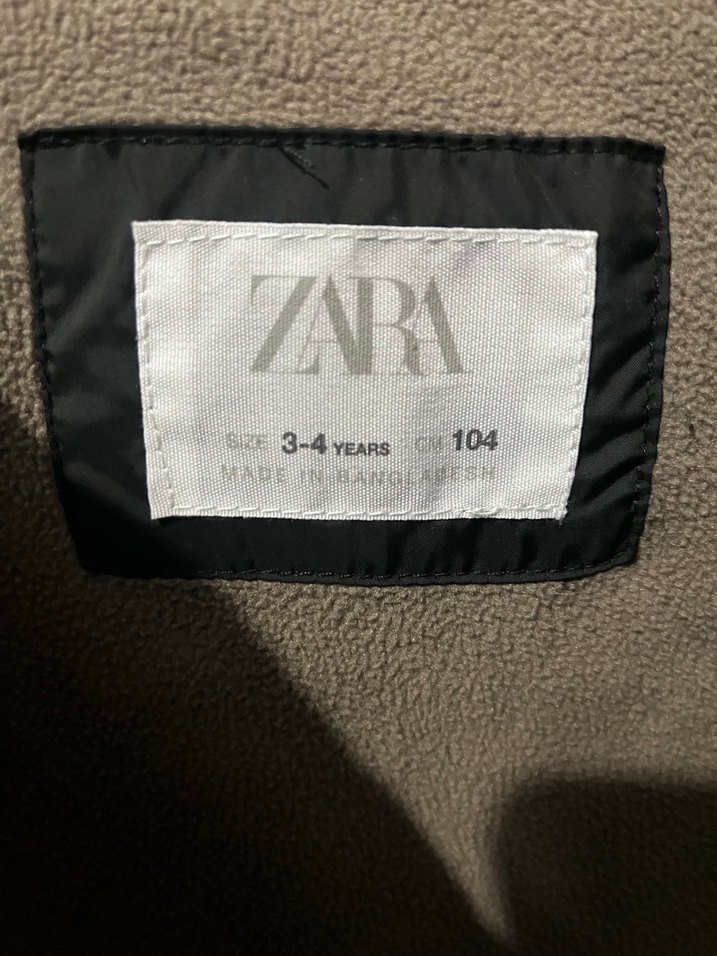 ZARA
SIZE 3-4 YEARS CM 104
MADE IN BANGLADESH